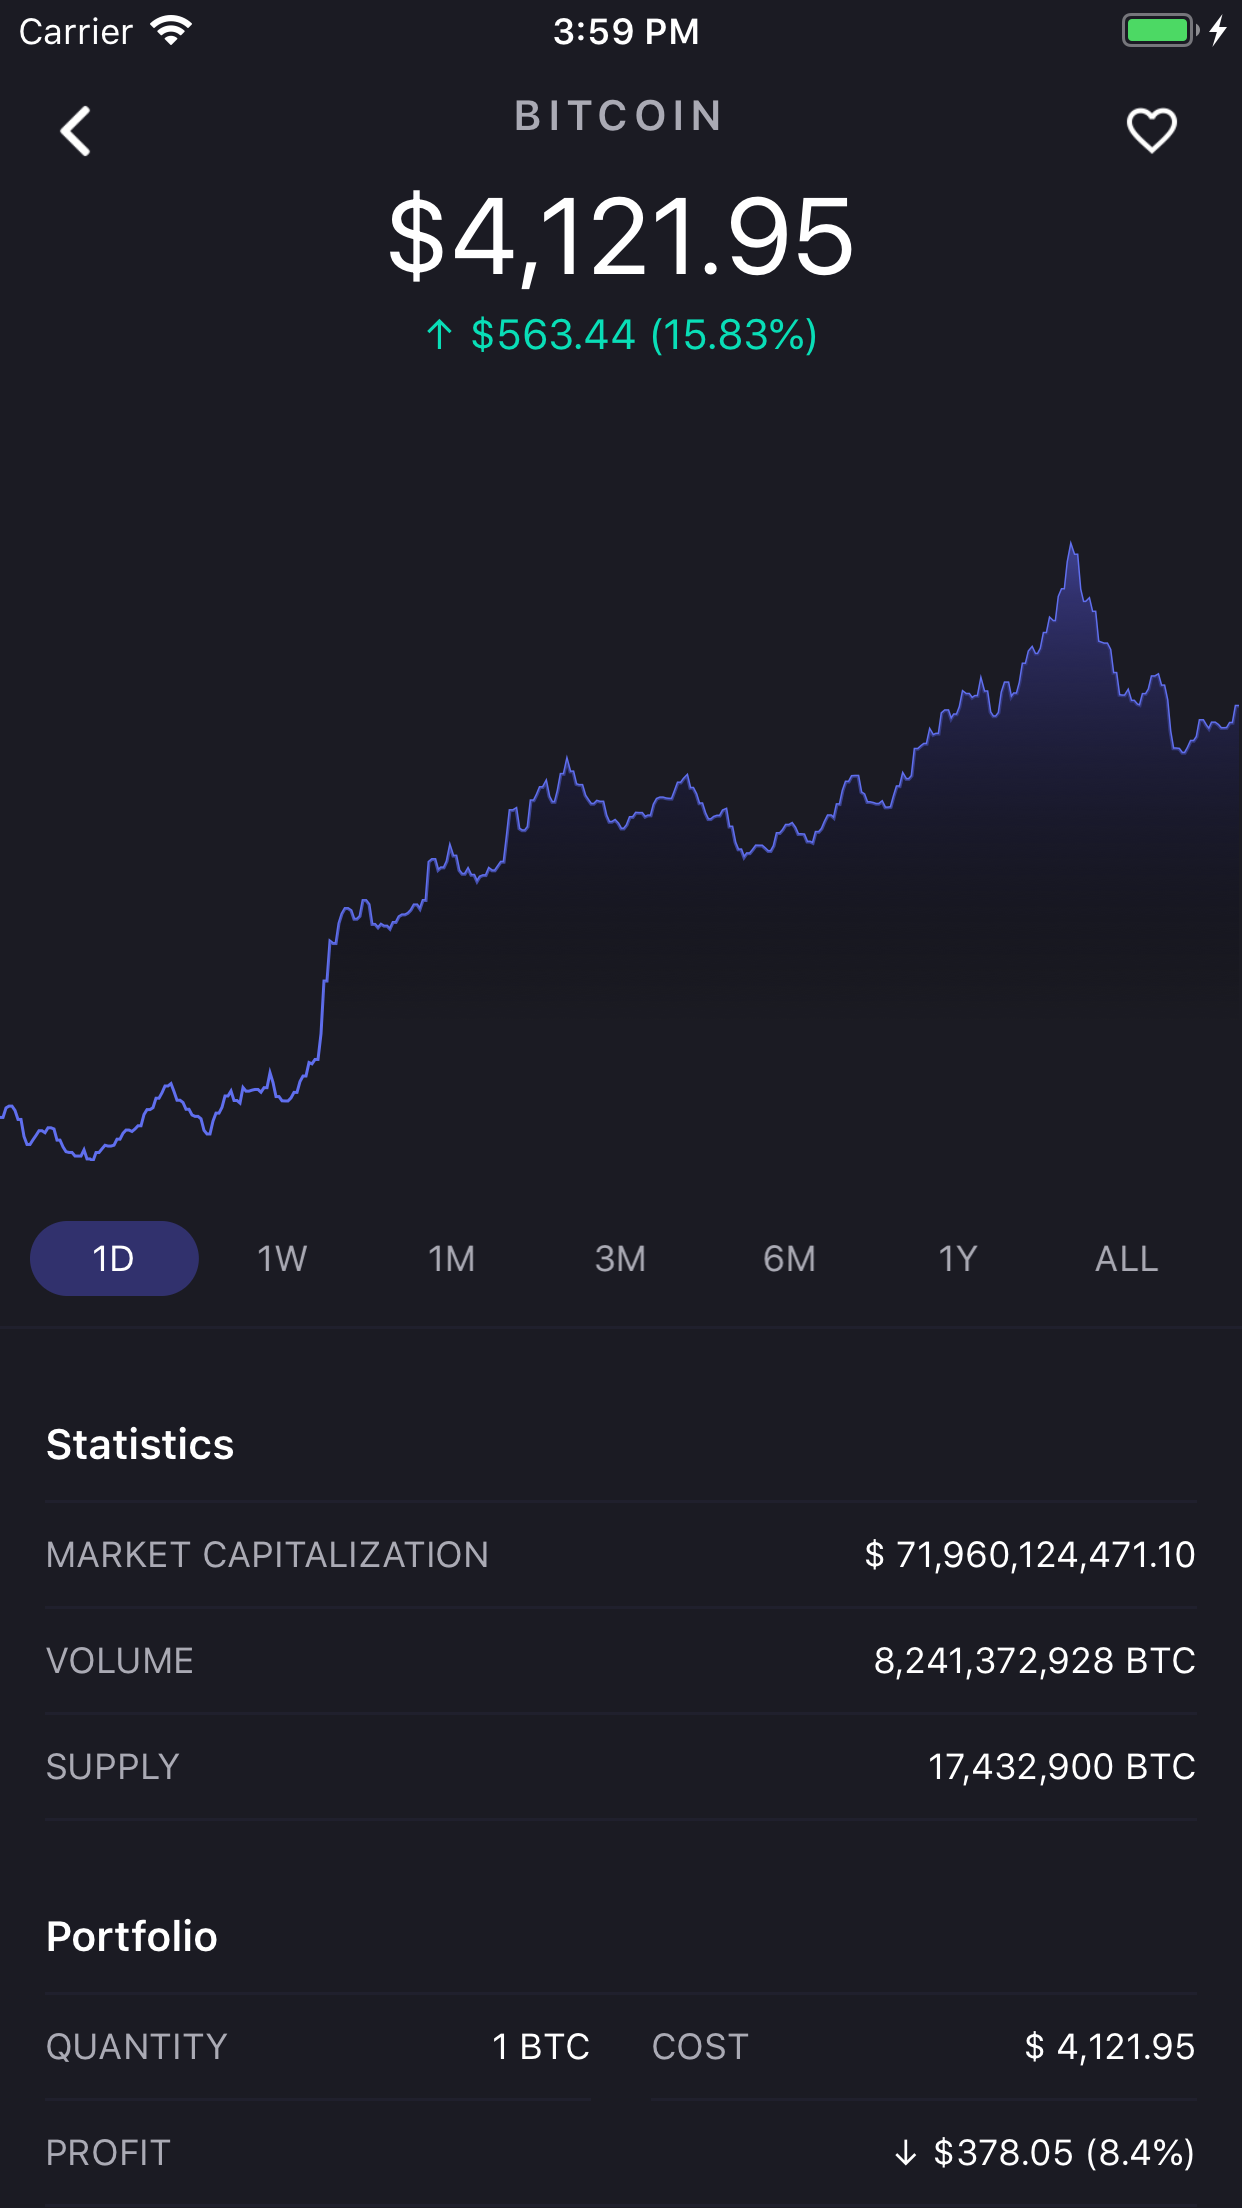 Carrier 3:59 PM
BITCOIN
$4,121.95
↑ $563.44 (15.83%)
1D 1W 1M 3M 6M 1Y ALL
Statistics
MARKET CAPITALIZATION $ 71,960,124,471.10
VOLUME 8,241,372,928 BTC
SUPPLY 17,432,900 BTC
Portfolio
QUANTITY 1 BTC COST $ 4,121.95
PROFIT ↓ $378.05 (8.4%)